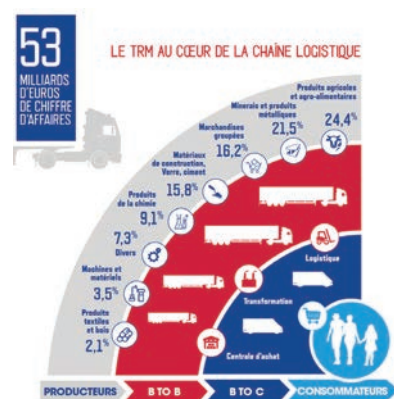 53
MILLIARDS
D'EUROS
DE CHIFFRE
D'AFFAIRES
LE TRM AU CŒUR DE LA CHAÎNE LOGISTIQUE
Produits agricoles
et agro-alimentaires
24,4%
Minerais et produits
métalliques
21,5%
Marchandises
groupées
16,2%
Matériaux
de construction,
Verre, siment
15,8%
Produits
de la chimie
9,1%
7,3%
Divers
Machines et
matériels
3,5%
Produits
textiles
et bois
2,1%
Logistique
Transformation
Centrale d'achat
PRODUCTEURS
B TO B
B TO C
CONSOMMATEURS